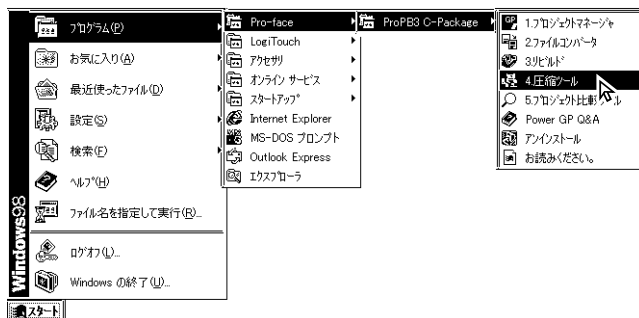 プログラム(P)
お気に入り(A)
最近使ったファイル(D)
設定(S)
検索(F)
ヘルプ(H)
ファイル名を指定して実行(R)...
ログオフ(L)...
Windows の終了(U)...
Windows98
スタート
Pro-face
LogiTouch
アクセサリ
オンライン サービス
スタートアップ
Internet Explorer
MS-DOS プロンプト
Outlook Express
エクスプローラ
ProPB3 C-Package
1.プロジェクトマネージャ
2.ファイルコンバータ
3.リビルド
4.圧縮ツール
5.プロジェクト比較ツール
Power GP Q&A
アンインストール
お読みください。